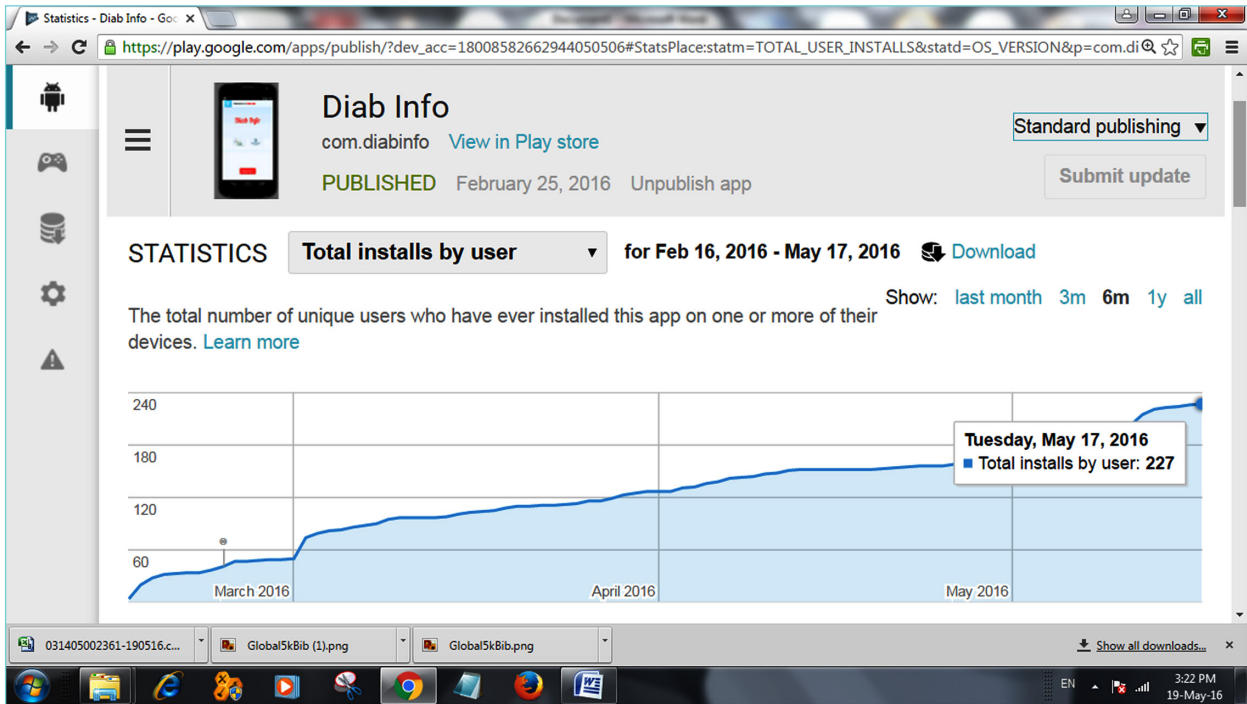 Statistics - Diab Info - Goo
https://play.google.com/apps/publish/?dev_acc=18008582662944050506#StatsPlace:statm=TOTAL_USER_INSTALLS&statd=OS_VERSION&p=com.di
Diab Info
com.diabinfo View in Play store
PUBLISHED February 25, 2016 Unpublish app
Standard publishing
Submit update
STATISTICS Total installs by user for Feb 16, 2016 - May 17, 2016 Download
Show: last month 3m 6m 1y all
The total number of unique users who have ever installed this app on one or more of their
devices. Learn more
240
180
120
60
Tuesday, May 17, 2016
Total installs by user: 227
March 2016 April 2016 May 2016
031405002361-190516.c... Global5kBib (1).png Global5kBib.png Show all downloads...
EN 3:22 PM
19-May-16